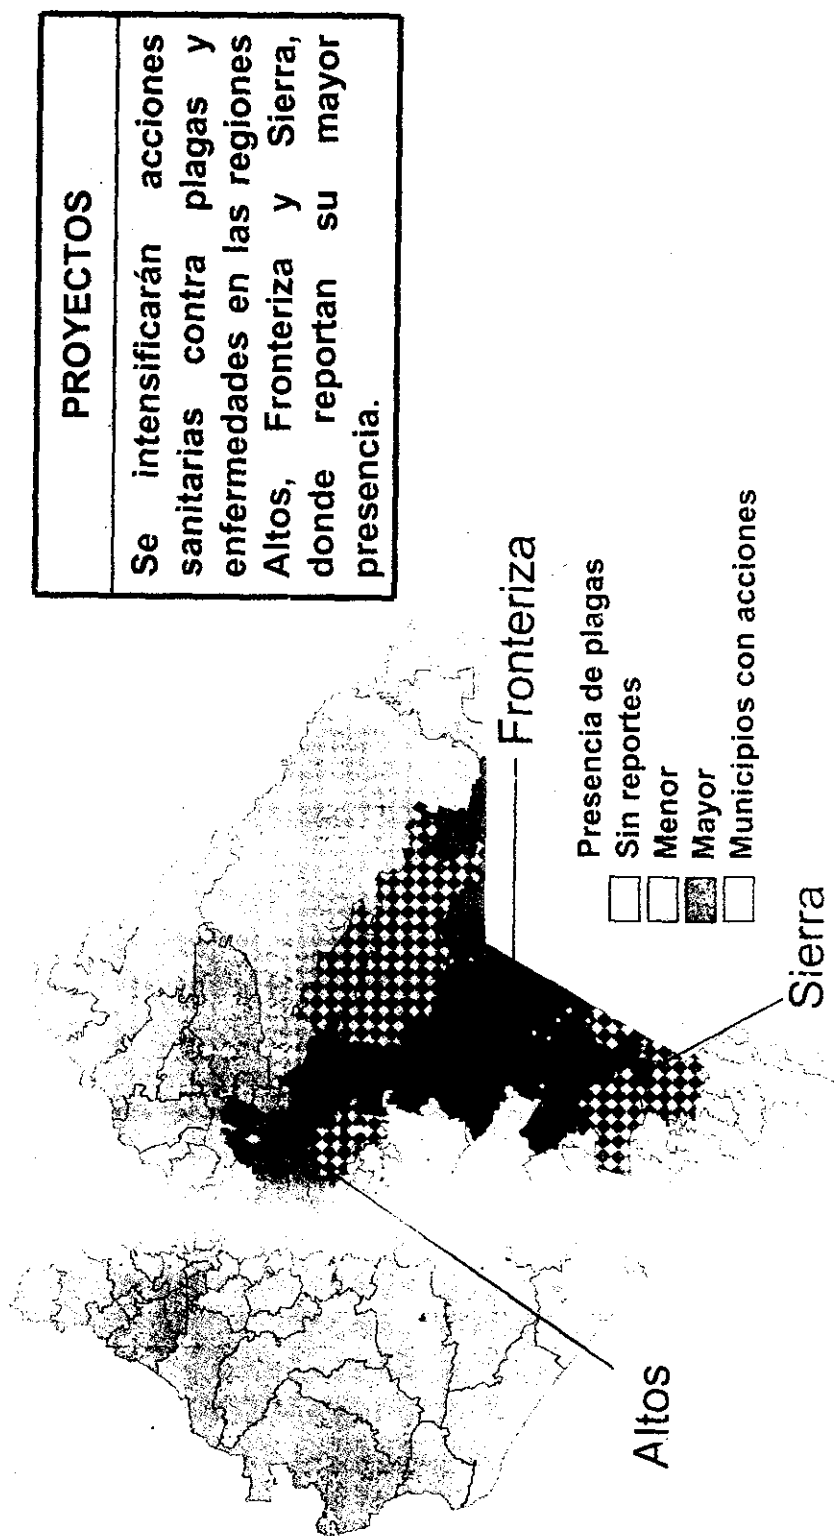 PROYECTOS
Se intensificarán acciones
sanitarias contra plagas y
enfermedades en las regiones
Altos, Fronteriza y Sierra,
donde reportan su mayor
presencia.
Fronteriza
Presencia de plagas
Sin reportes
Menor
Mayor
Municipios con acciones
Sierra
Altos